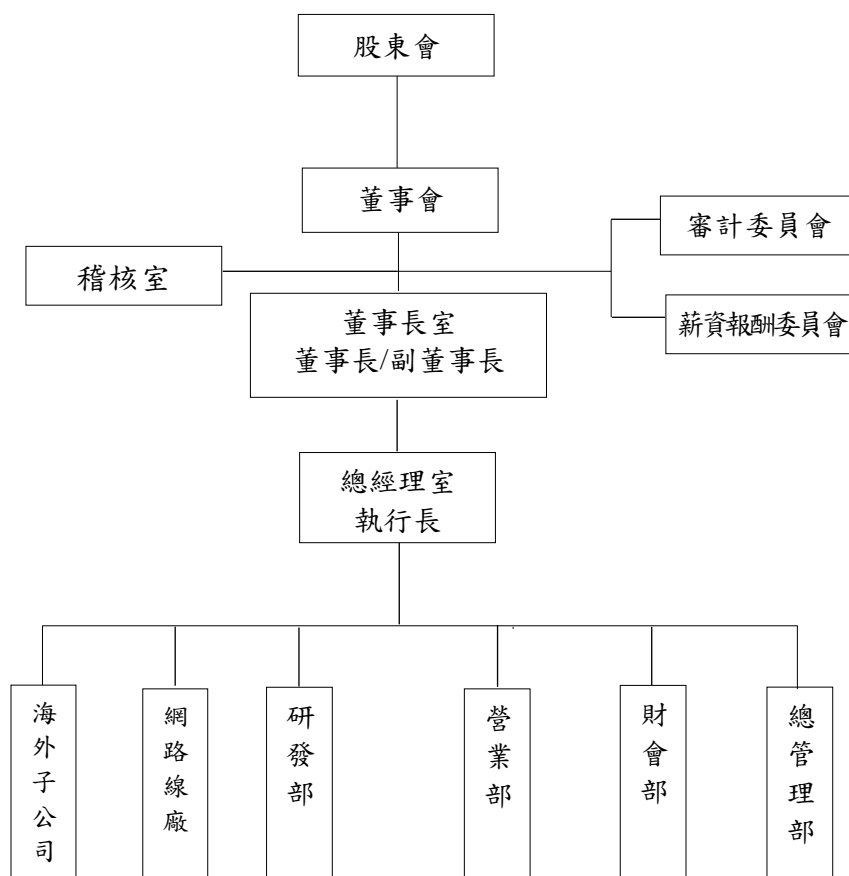 股東會
董事會
審計委員會
稽核室
薪資報酬委員會
董事長室
董事長/副董事長
總經理室
執行長
海外子公司
網路線廠
研發部
營業部
財會部
總管理部